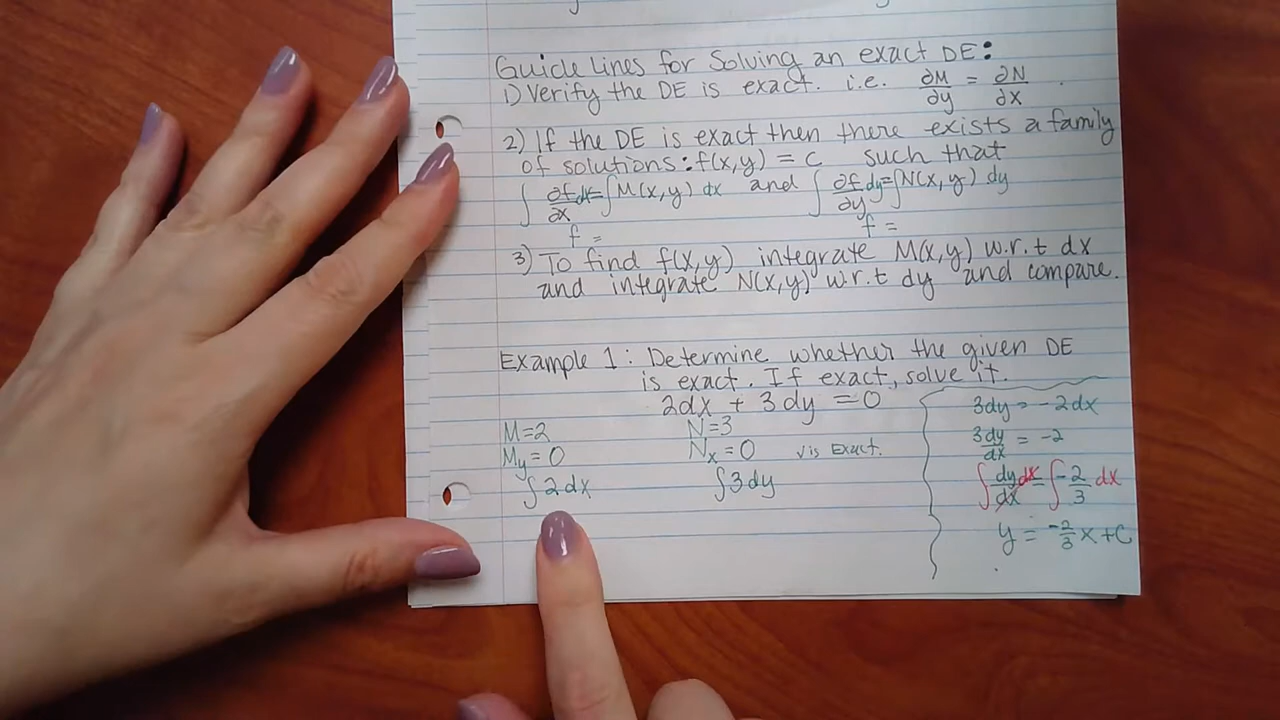 Guide Lines for Solving an exact DE:
1) Verify the DE is exact. i.e. ∂M/∂y = ∂N/∂x
2) If the DE is exact then there exists a family
of solutions: f(x,y) = c such that
∫ ∂f/∂x dx = ∫ M(x,y) dx and ∫ ∂f/∂y dy = ∫ N(x,y) dy
f = f =
3) To find f(x,y) integrate M(x,y) w.r.t dx
and integrate N(x,y) w.r.t dy and compare.
Example 1: Determine whether the given DE
is exact. If exact, solve it.
2dx + 3dy = 0
M=2 N=3
My = 0 Nx = 0 √ is Exact.
∫2dx ∫3dy
3dy = -2dx
3dy/dx = -2
∫ dy/dx dx = ∫ -2/3 dx
y = -2/3 x + C